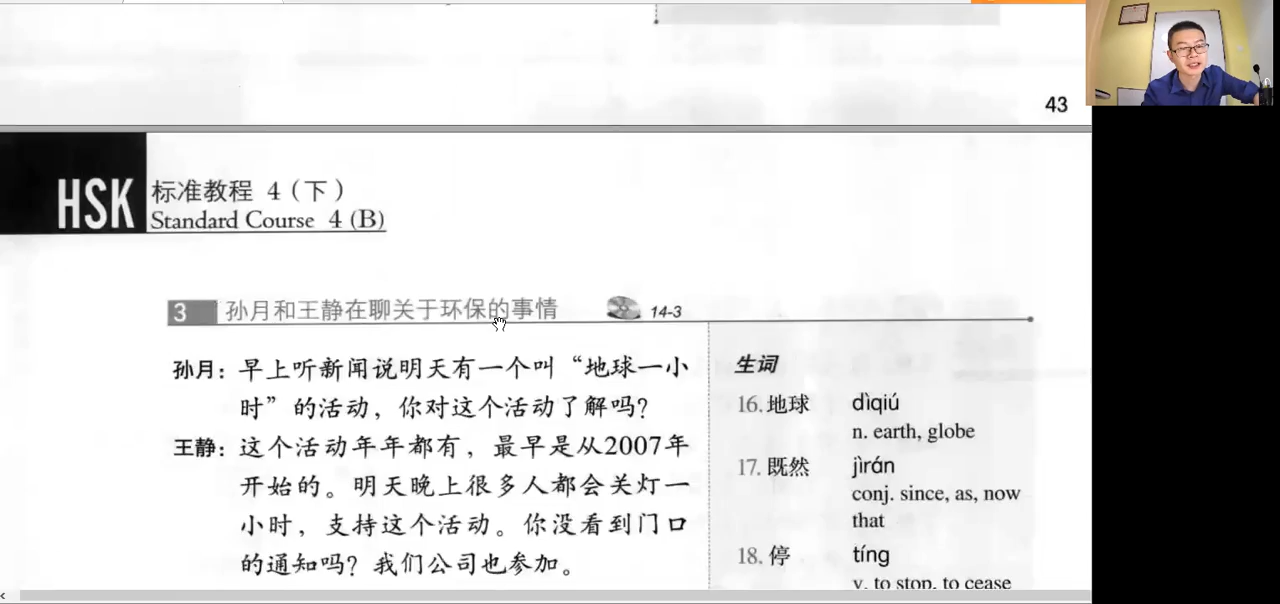 43
HSK 标准教程 4（下）
Standard Course 4 (B)
3 孙月和王静在聊关于环保的事情 14-3
孙月：早上听新闻说明天有一个叫“地球一小
时”的活动，你对这个活动了解吗？
王静：这个活动年年都有，最早是从2007年
开始的。明天晚上很多人都会关灯一
小时，支持这个活动。你没看到门口
的通知吗？我们公司也参加。
生词
16. 地球 dìqiú
n. earth, globe
17. 既然 jìrán
conj. since, as, now
that
18. 停 tíng
v. to stop, to cease